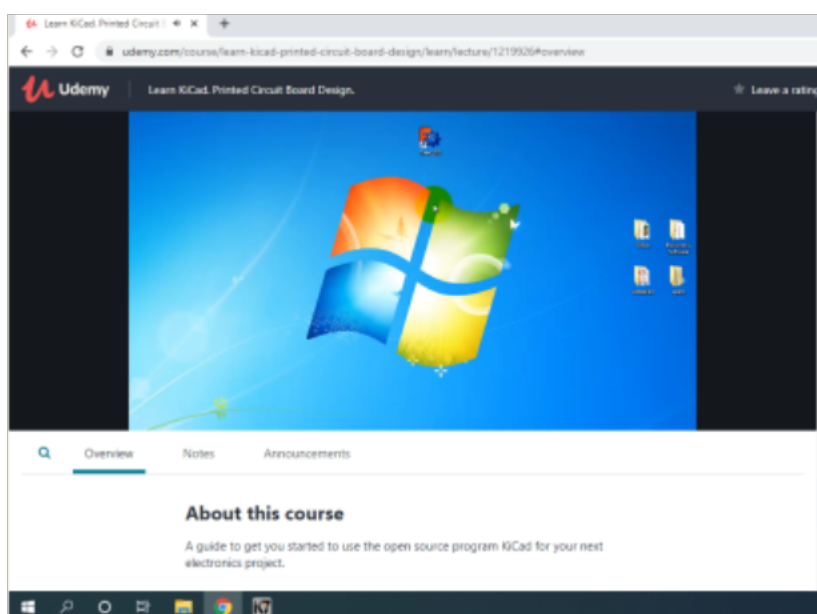 Learn KiCad. Printed Circuit
udemy.com/course/learn-kicad-printed-circuit-board-design/learn/lecture/1219926#overview
Udemy
Learn KiCad. Printed Circuit Board Design.
Leave a rating
Overview
Notes
Announcements
About this course
A guide to get you started to use the open source program KiCad for your next
electronics project.